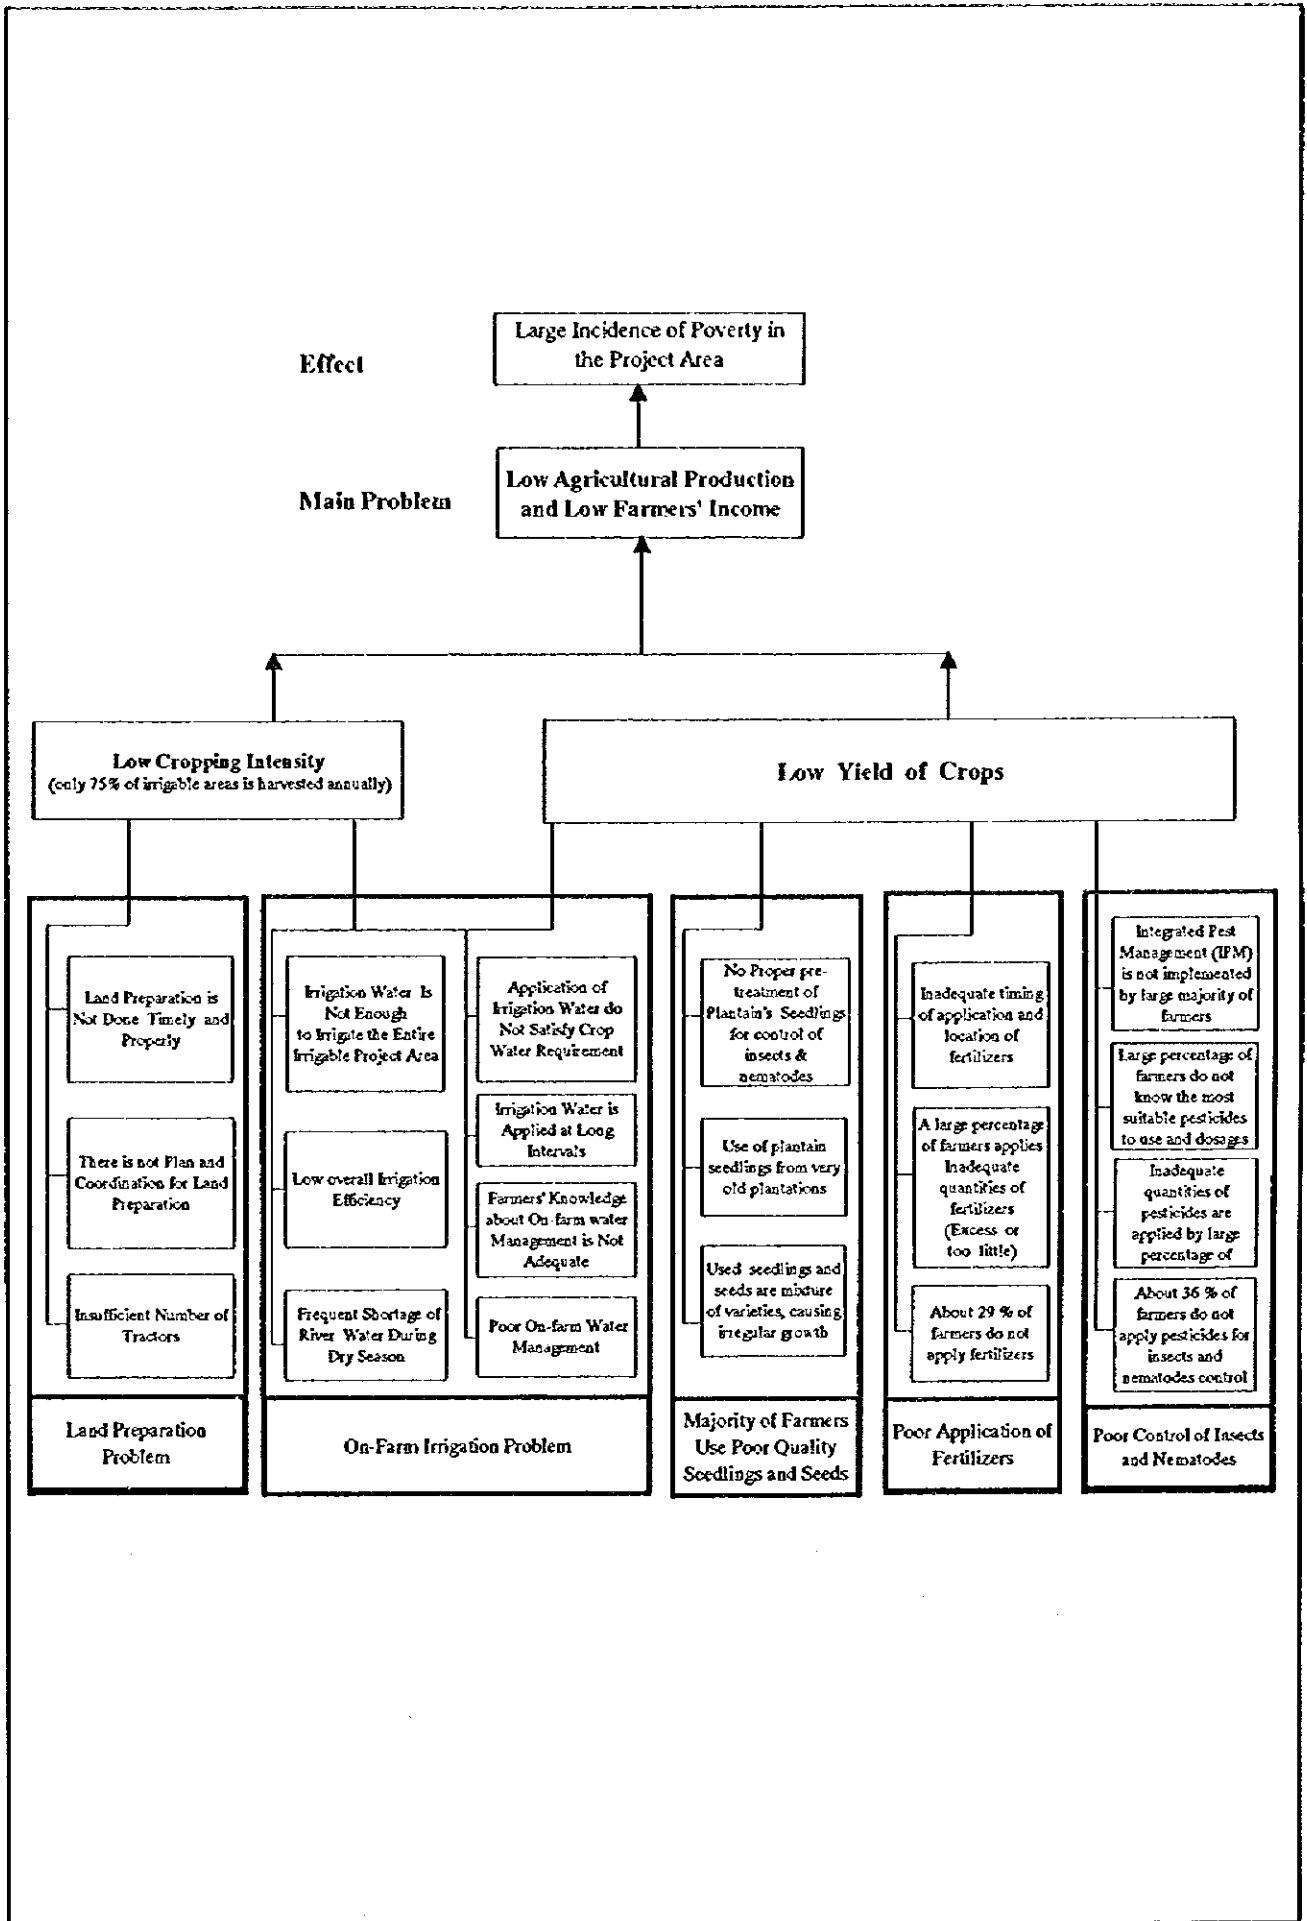 Effect
Large Incidence of Poverty in
the Project Area
Main Problem
Low Agricultural Production
and Low Farmers' Income
Low Cropping Intensity
(only 75% of irrigable areas is harvested annually)
Low Yield of Crops
Land Preparation is
Not Done Timely and
Properly
There is not Plan and
Coordination for Land
Preparation
Insufficient Number of
Tractors
Land Preparation
Problem
Irrigation Water Is
Not Enough
to Irrigate the Entire
Irrigable Project Area
Low overall Irrigation
Efficiency
Frequent Shortage of
River Water During
Dry Season
Application of
Irrigation Water do
Not Satisfy Crop
Water Requirement
Irrigation Water is
Applied at Long
Intervals
Farmers' Knowledge
about On-farm water
Management is Not
Adequate
Poor On-farm Water
Management
On-Farm Irrigation Problem
No Proper pre-
treatment of
Plantain's Seedlings
for control of
insects &
nematodes
Use of plantain
seedlings from very
old plantations
Used seedlings and
seeds are mixture
of varieties, causing
irregular growth
Majority of Farmers
Use Poor Quality
Seedlings and Seeds
Inadequate timing
of application and
location of
fertilizers
A large percentage
of farmers applies
Inadequate
quantities of
fertilizers
(Excess or
too little)
About 29 % of
farmers do not
apply fertilizers
Poor Application of
Fertilizers
Integrated Pest
Management (IPM)
is not implemented
by large majority of
farmers
Large percentage of
farmers do not
know the most
suitable pesticides
to use and dosages
Inadequate
quantities of
pesticides are
applied by large
percentage of
About 36 % of
farmers do not
apply pesticides for
insects and
nematodes control
Poor Control of Insects
and Nematodes